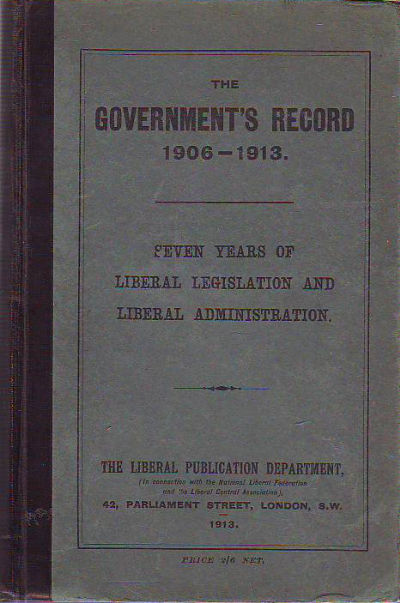 THE
GOVERNMENT'S RECORD
1906–1913.
SEVEN YEARS OF
LIBERAL LEGISLATION AND
LIBERAL ADMINISTRATION.
THE LIBERAL PUBLICATION DEPARTMENT,
(In connection with the National Liberal Federation
and the Liberal Central Association),
42, PARLIAMENT STREET, LONDON, S.W.
1913.
PRICE 2/6 NET.